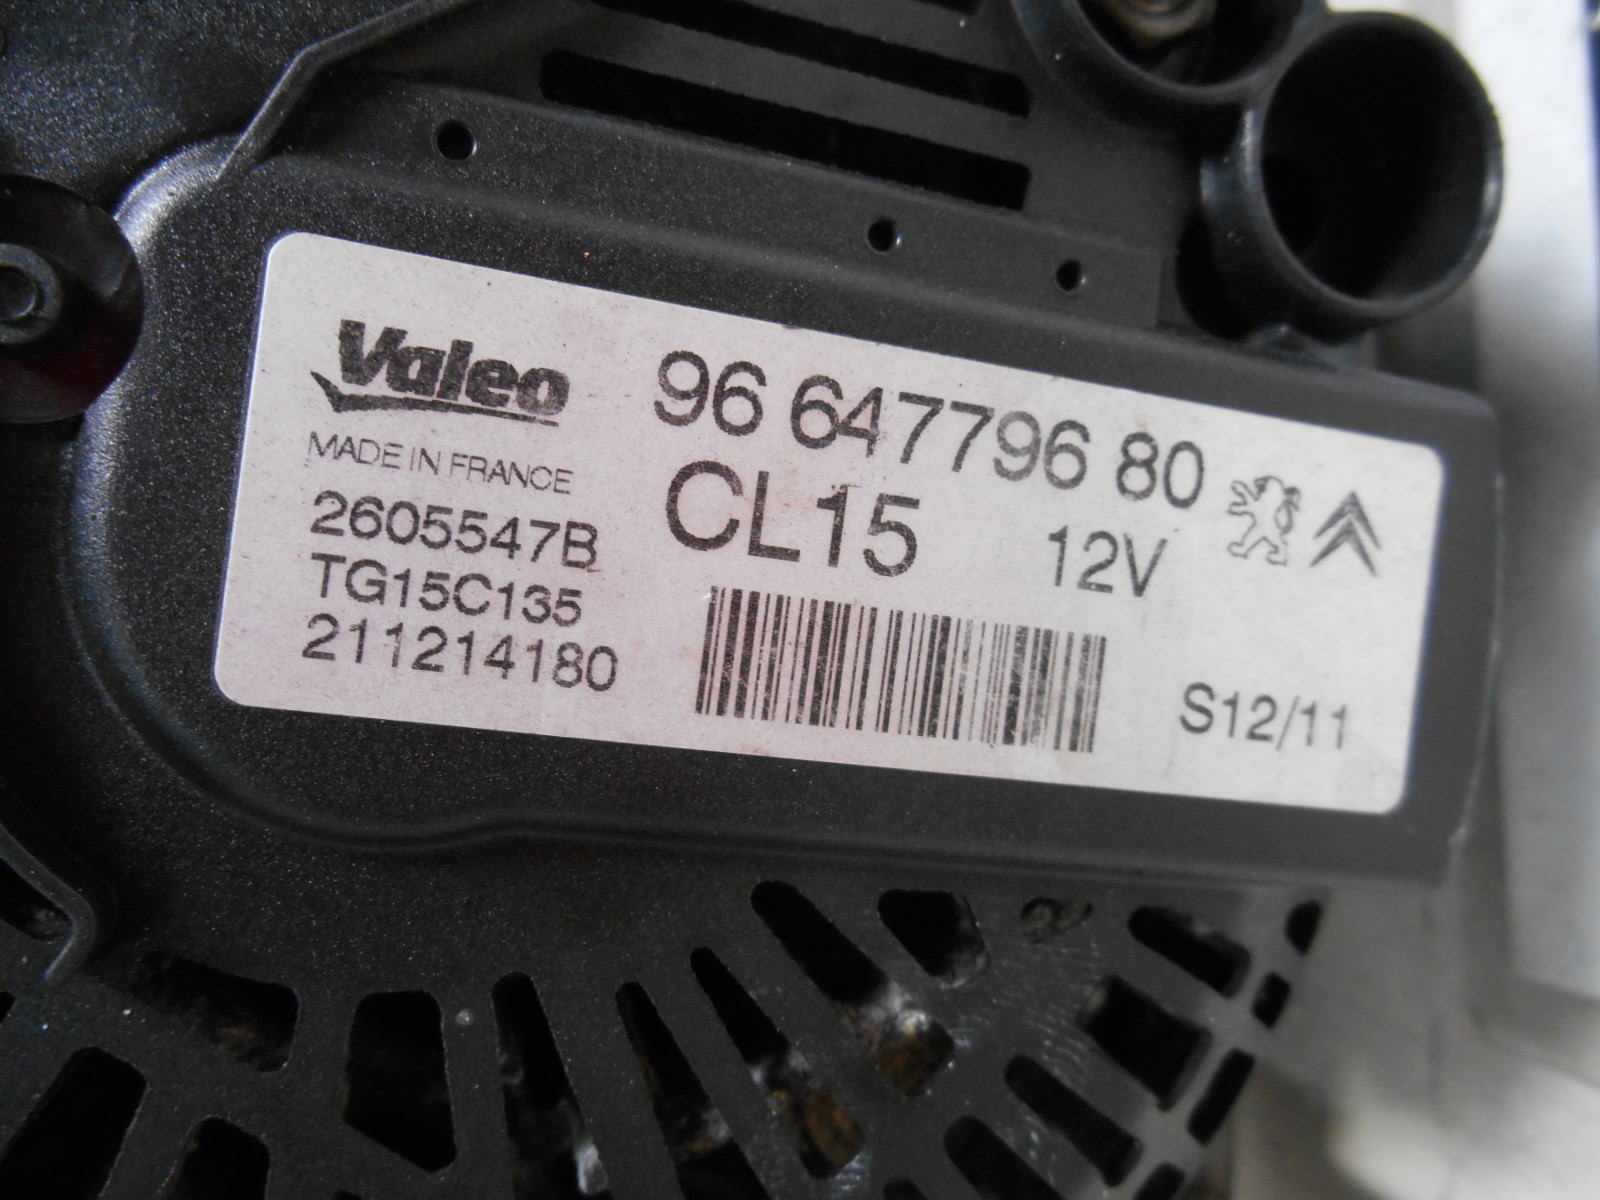 Valeo
MADE IN FRANCE
2605547B
TG15C135
211214180
96 647796 80
CL15
12V
S12/11